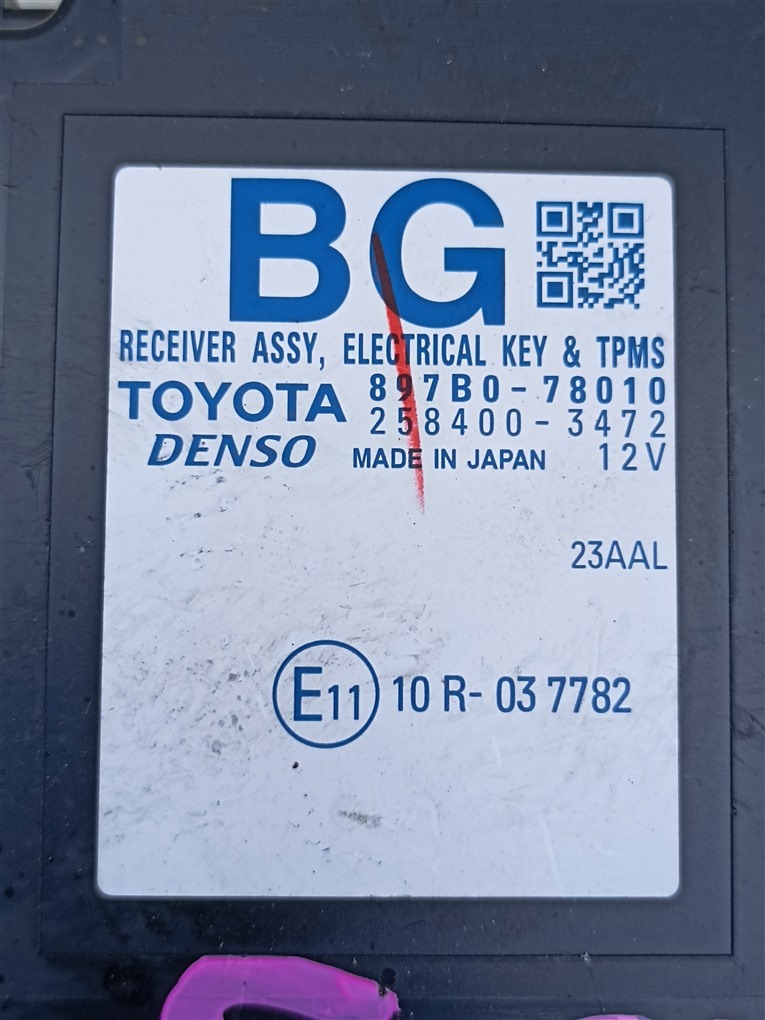 BG
RECEIVER ASSY, ELECTRICAL KEY & TPMS
TOYOTA 897B0-78010
258400-3472
DENSO MADE IN JAPAN 12V
23AAL
E11 10 R- 03 7782